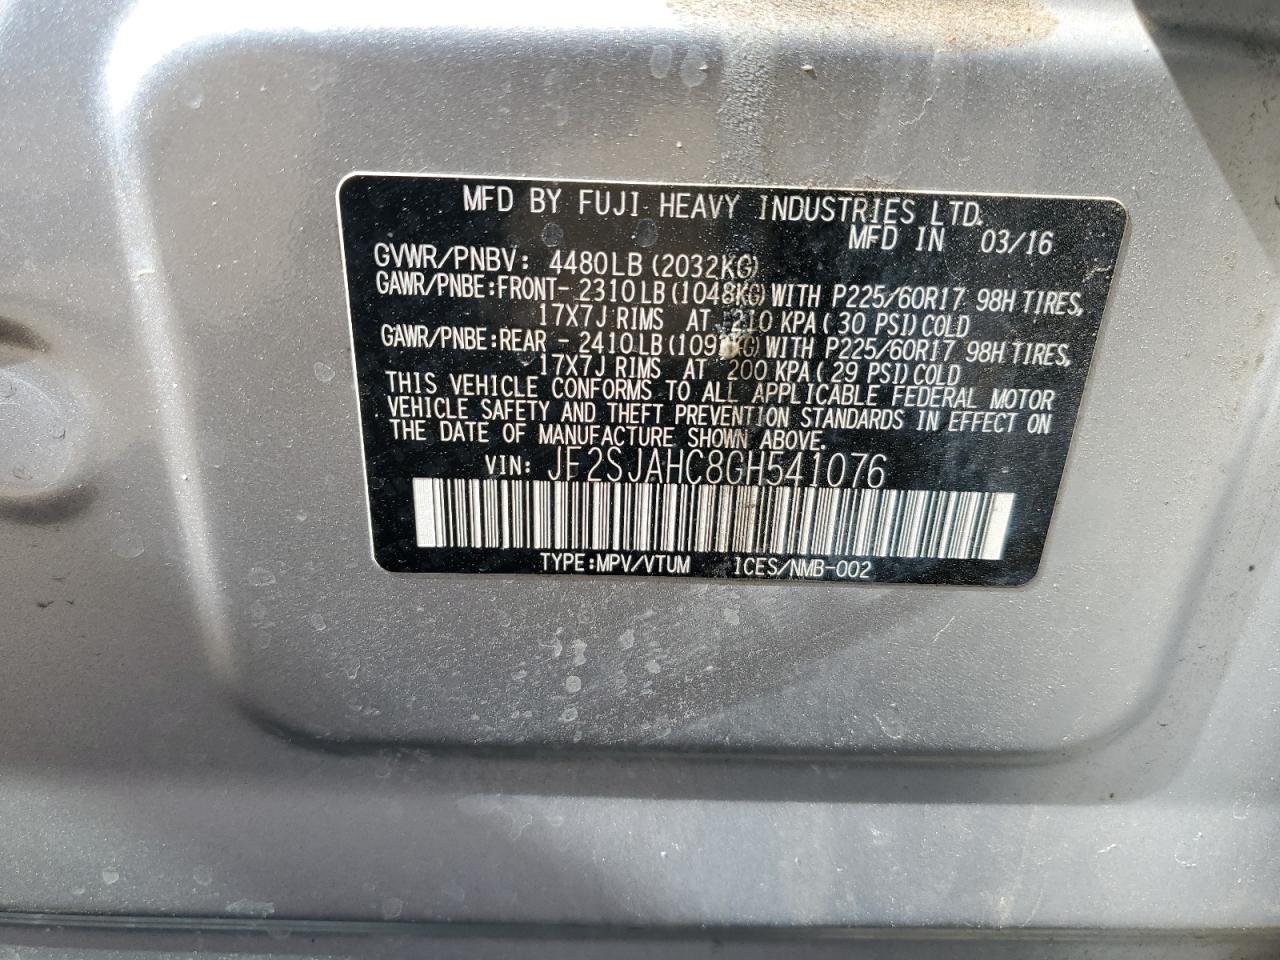 MFD BY FUJI HEAVY INDUSTRIES LTD.
MFD IN 03/16
GVWR/PNBV: 4480LB (2032KG)
GAWR/PNBE:FRONT- 2310LB (1048KG) WITH P225/60R17 98H TIRES,
17X7J RIMS AT 210 KPA ( 30 PSI) COLD
GAWR/PNBE:REAR - 2410LB WITH P225/60R17 98H TIRES,
17X7J RIMS AT 200 KPA ( 29 PSI) COLD
THIS VEHICLE CONFORMS TO ALL APPLICABLE FEDERAL MOTOR
VEHICLE SAFETY AND THEFT PREVENTION STANDARDS IN EFFECT ON
THE DATE OF MANUFACTURE SHOWN ABOVE.
VIN: JF2SJAHC8GH541076
TYPE:MPV/VTUM ICES/NMB-002